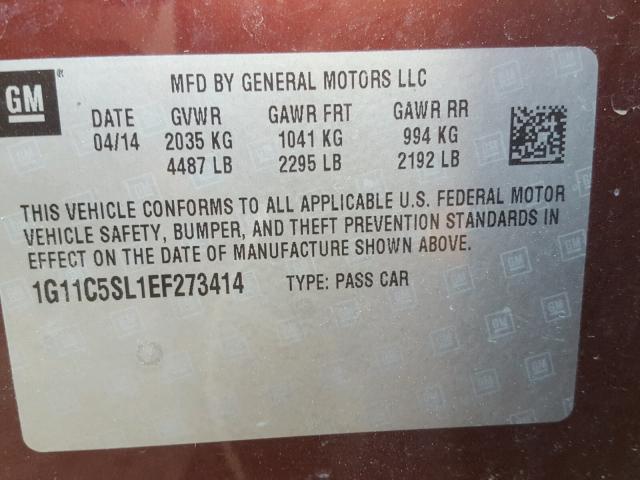 GM®
MFD BY GENERAL MOTORS LLC
DATE GVWR GAWR FRT GAWR RR
04/14 2035 KG 1041 KG 994 KG
4487 LB 2295 LB 2192 LB
THIS VEHICLE CONFORMS TO ALL APPLICABLE U.S. FEDERAL MOTOR
VEHICLE SAFETY, BUMPER, AND THEFT PREVENTION STANDARDS IN
EFFECT ON THE DATE OF MANUFACTURE SHOWN ABOVE.
1G11C5SL1EF273414 TYPE: PASS CAR